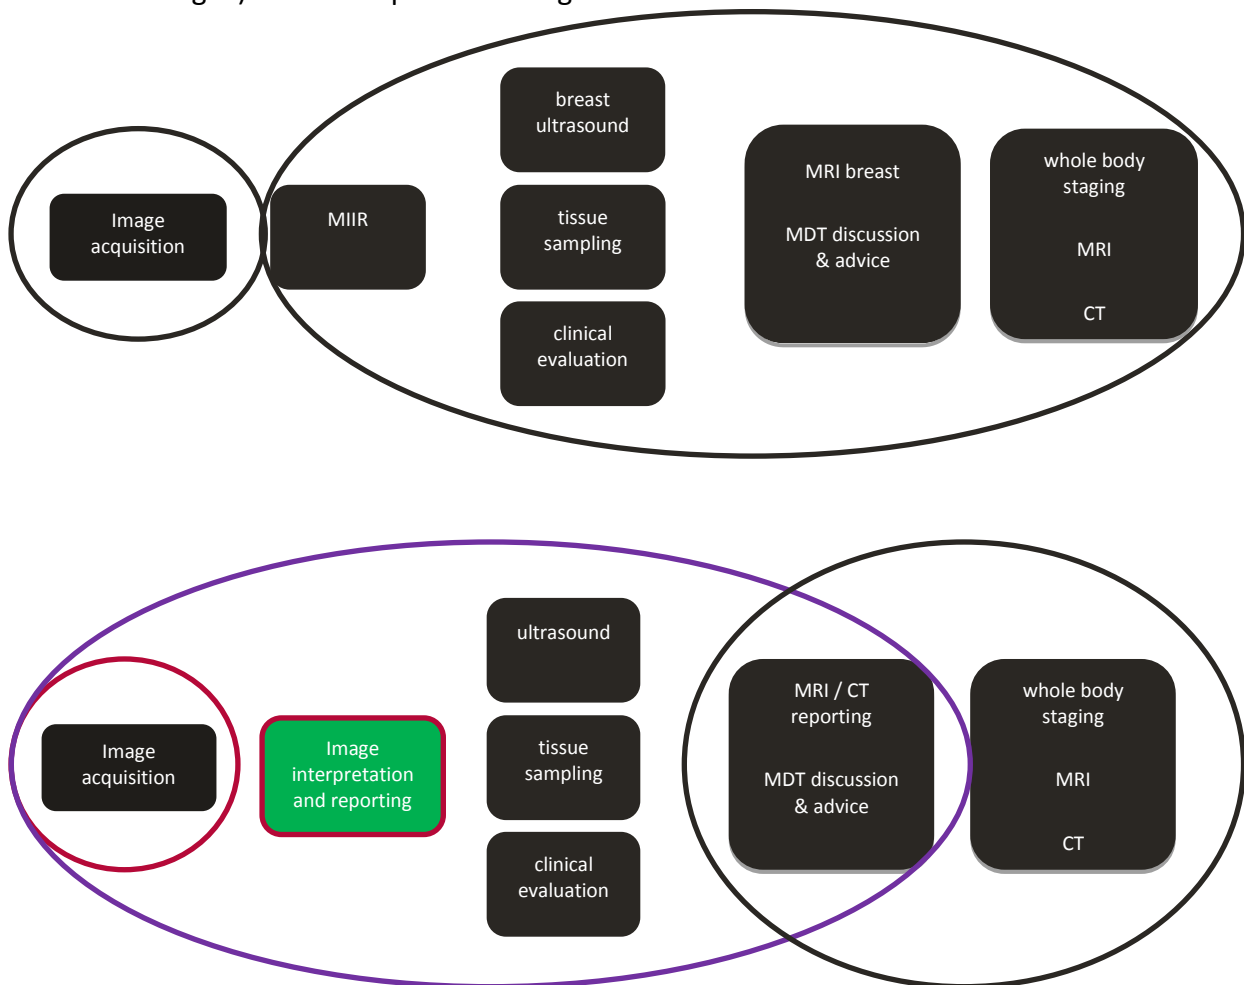 Image
acquisition
MIIR
breast
ultrasound
tissue
sampling
clinical
evaluation
MRI breast
MDT discussion
& advice
whole body
staging
MRI
CT
Image
acquisition
Image
interpretation
and reporting
ultrasound
tissue
sampling
clinical
evaluation
MRI / CT
reporting
MDT discussion
& advice
whole body
staging
MRI
CT